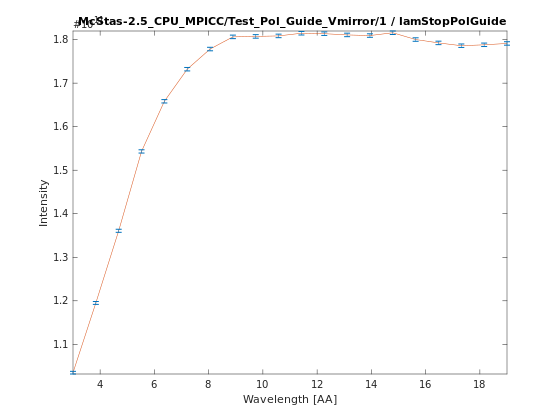 McStas-2.5_CPU_MPICC/Test_Pol_Guide_Vmirror/1 / lamStopPolGuide
1.8
1.7
1.6
1.5
1.4
1.3
1.2
1.1
Intensity
4 6 8 10 12 14 16 18
Wavelength [AA]